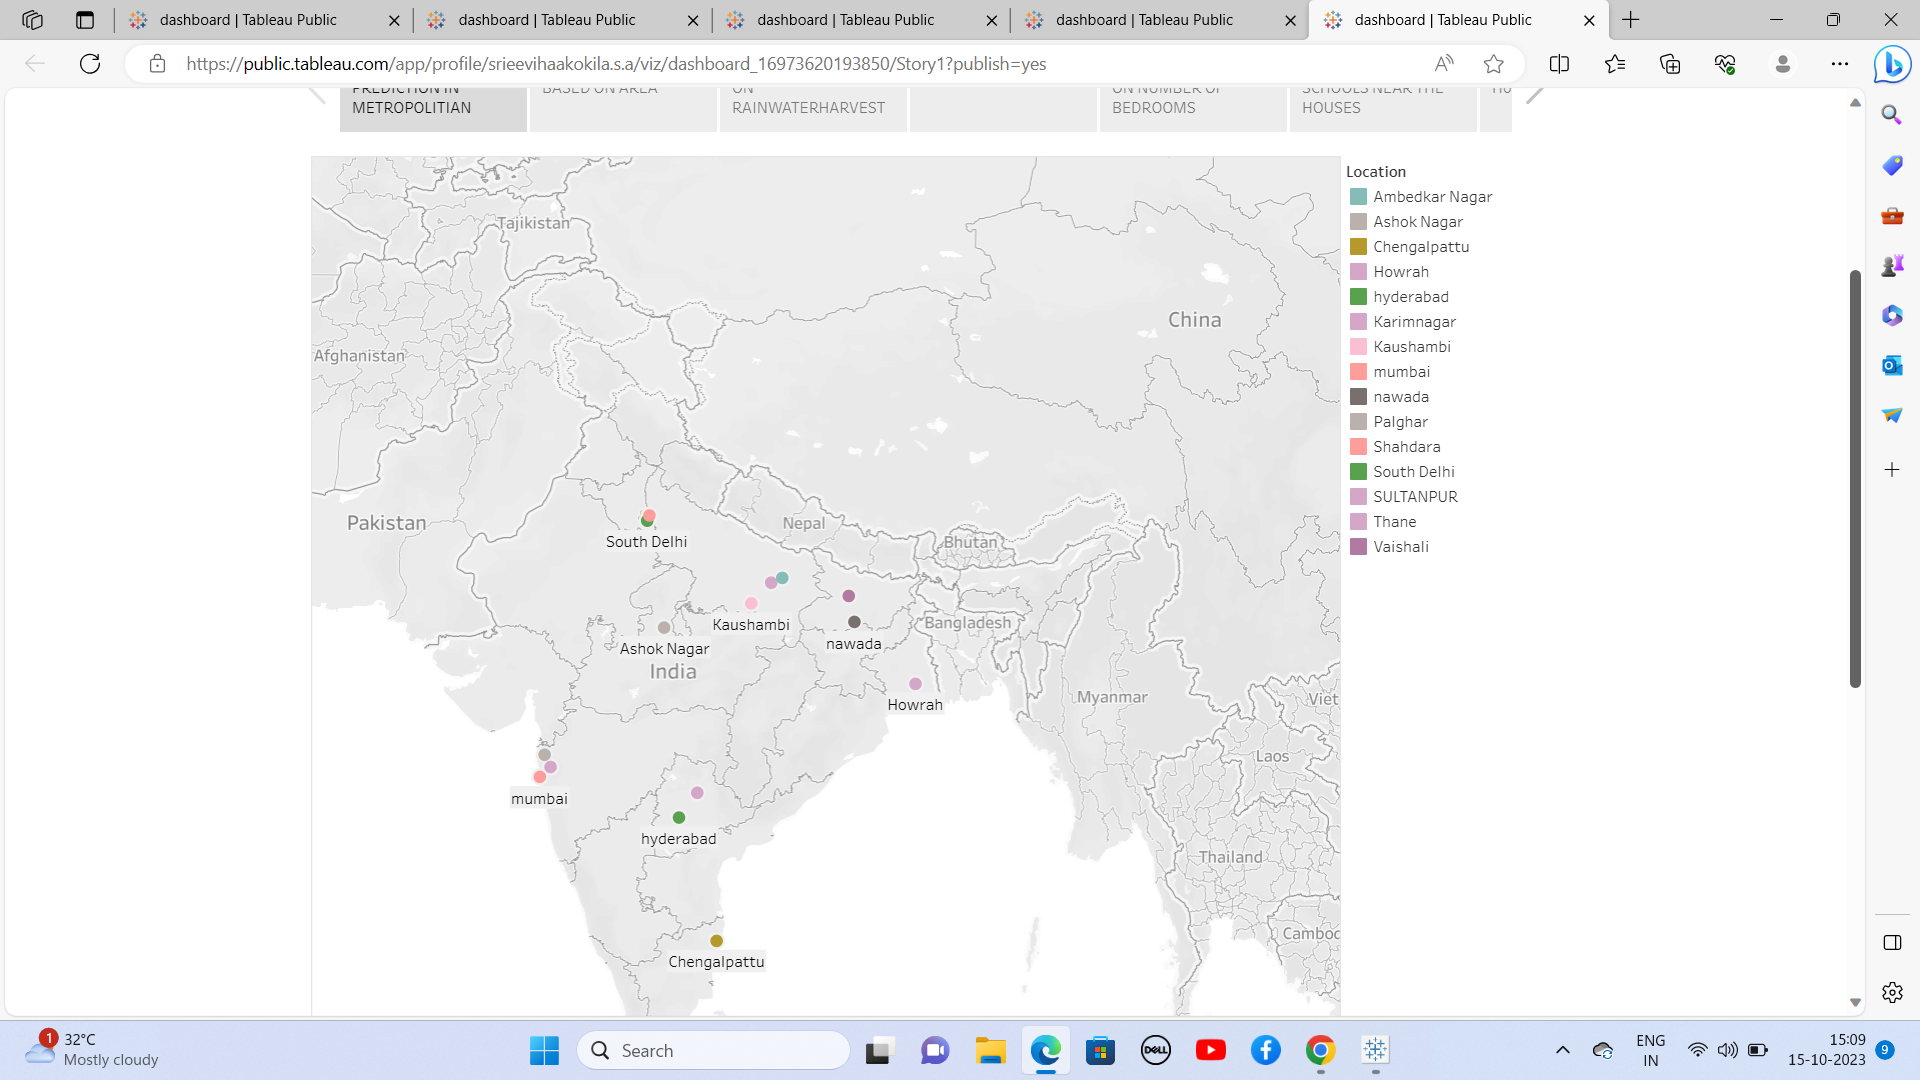 dashboard | Tableau Public
dashboard | Tableau Public
dashboard | Tableau Public
dashboard | Tableau Public
dashboard | Tableau Public
https://public.tableau.com/app/profile/srieevihaakokila.s.a/viz/dashboard_16973620193850/Story1?publish=yes
PREDICTION IN
METROPOLITIAN
BASED ON AREA
ON
RAINWATERHARVEST
ON NUMBER OF
BEDROOMS
SCHOOLS NEAR THE
HOUSES
Location
Ambedkar Nagar
Ashok Nagar
Chengalpattu
Howrah
hyderabad
Karimnagar
Kaushambi
mumbai
nawada
Palghar
Shahdara
South Delhi
SULTANPUR
Thane
Vaishali
Tajikistan
China
Afghanistan
Pakistan
Nepal
Bhutan
South Delhi
Kaushambi
Bangladesh
nawada
Ashok Nagar
India
Howrah
Myanmar
Viet
Laos
mumbai
hyderabad
Thailand
Cambod
Chengalpattu
1
32°C
Mostly cloudy
Search
DELL
ENG
IN
15:09
15-10-2023
9